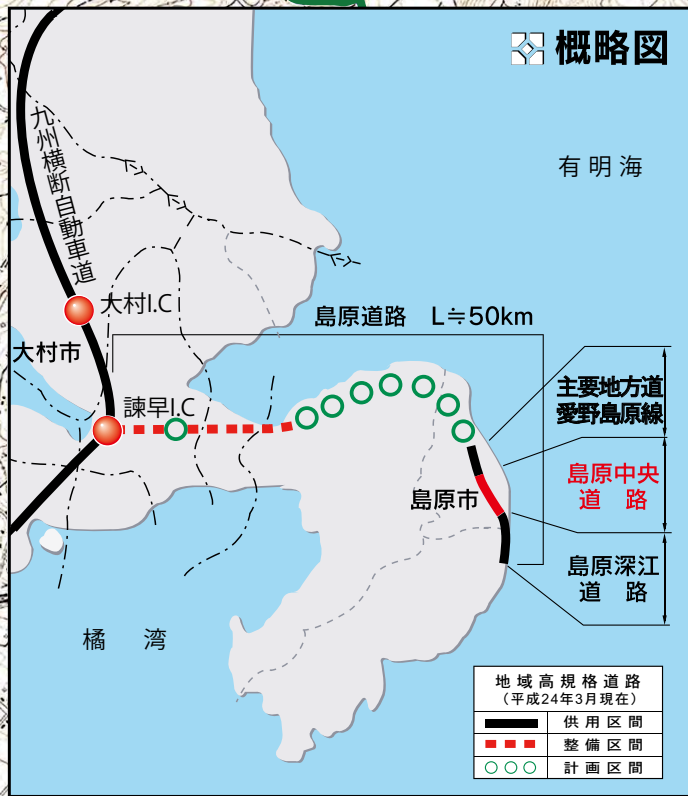 概略図
有明海
九州横断自動車道
大村I.C
島原道路 L≒50km
大村市
諫早I.C
主要地方道
愛野島原線
島原中央
道 路
島原市
島原深江
道 路
橘 湾
地域高規格道路
(平成24年3月現在)
供用区間
整備区間
計画区間